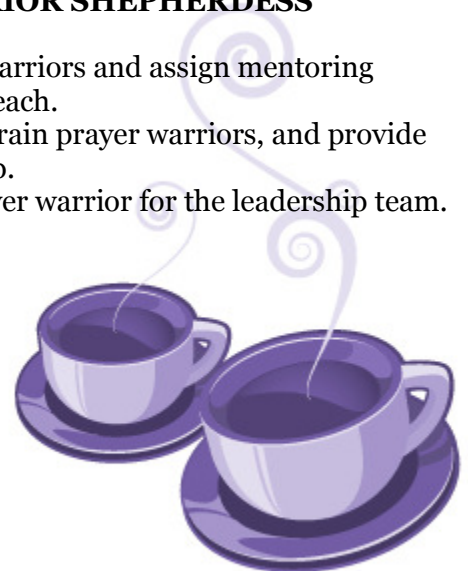 RIOR SHEPHERDESS
arriors and assign mentoring
each.
rain prayer warriors, and provide
p.
yer warrior for the leadership team.